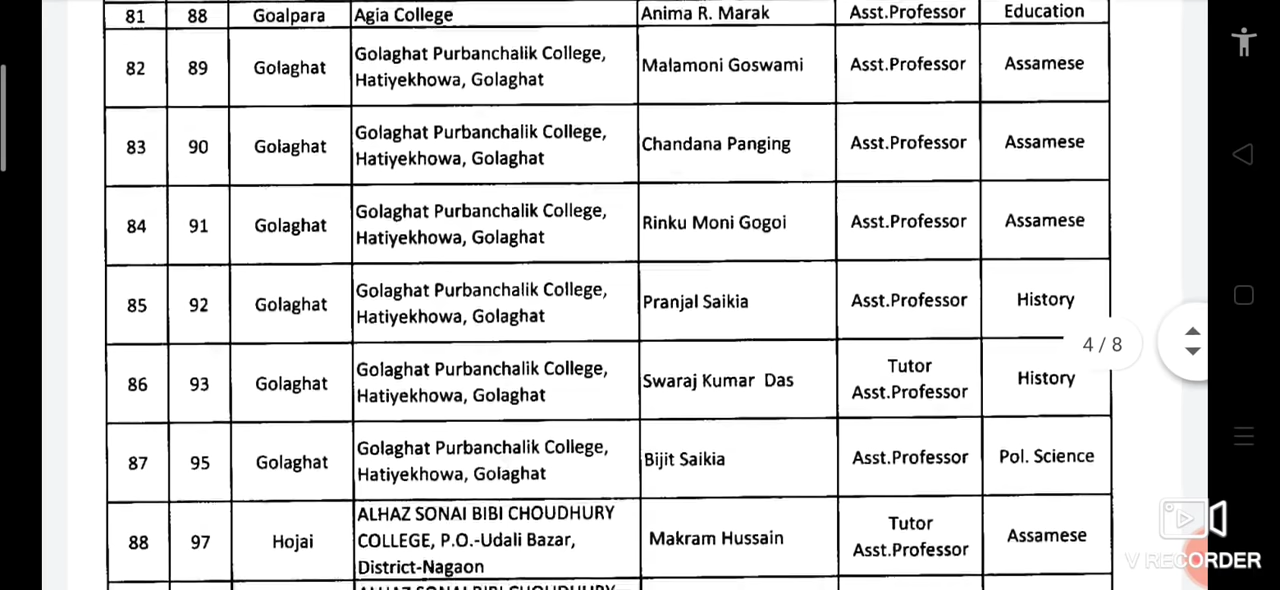 81 88 Goalpara Agia College Anima R. Marak Asst.Professor Education
82 89 Golaghat Golaghat Purbanchalik College, Hatiyekhowa, Golaghat Malamoni Goswami Asst.Professor Assamese
83 90 Golaghat Golaghat Purbanchalik College, Hatiyekhowa, Golaghat Chandana Panging Asst.Professor Assamese
84 91 Golaghat Golaghat Purbanchalik College, Hatiyekhowa, Golaghat Rinku Moni Gogoi Asst.Professor Assamese
85 92 Golaghat Golaghat Purbanchalik College, Hatiyekhowa, Golaghat Pranjal Saikia Asst.Professor History
4 / 8
86 93 Golaghat Golaghat Purbanchalik College, Hatiyekhowa, Golaghat Swaraj Kumar Das Tutor Asst.Professor History
87 95 Golaghat Golaghat Purbanchalik College, Hatiyekhowa, Golaghat Bijit Saikia Asst.Professor Pol. Science
88 97 Hojai ALHAZ SONAI BIBI CHOUDHURY COLLEGE, P.O.-Udali Bazar, District-Nagaon Makram Hussain Tutor Asst.Professor Assamese
V RECORDER